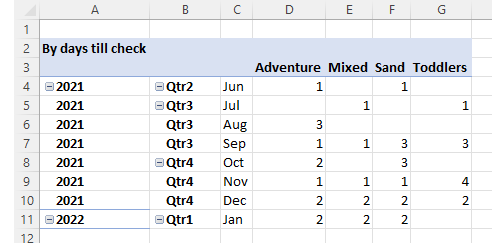 A B C D E F G
1
2 By days till check
3 Adventure Mixed Sand Toddlers
4 2021 Qtr2 Jun 1 1
5 2021 Qtr3 Jul 1 1
6 2021 Qtr3 Aug 3
7 2021 Qtr3 Sep 1 1 3 3
8 2021 Qtr4 Oct 2 3
9 2021 Qtr4 Nov 1 1 1 4
10 2021 Qtr4 Dec 2 2 2 2
11 2022 Qtr1 Jan 2 2 2
12